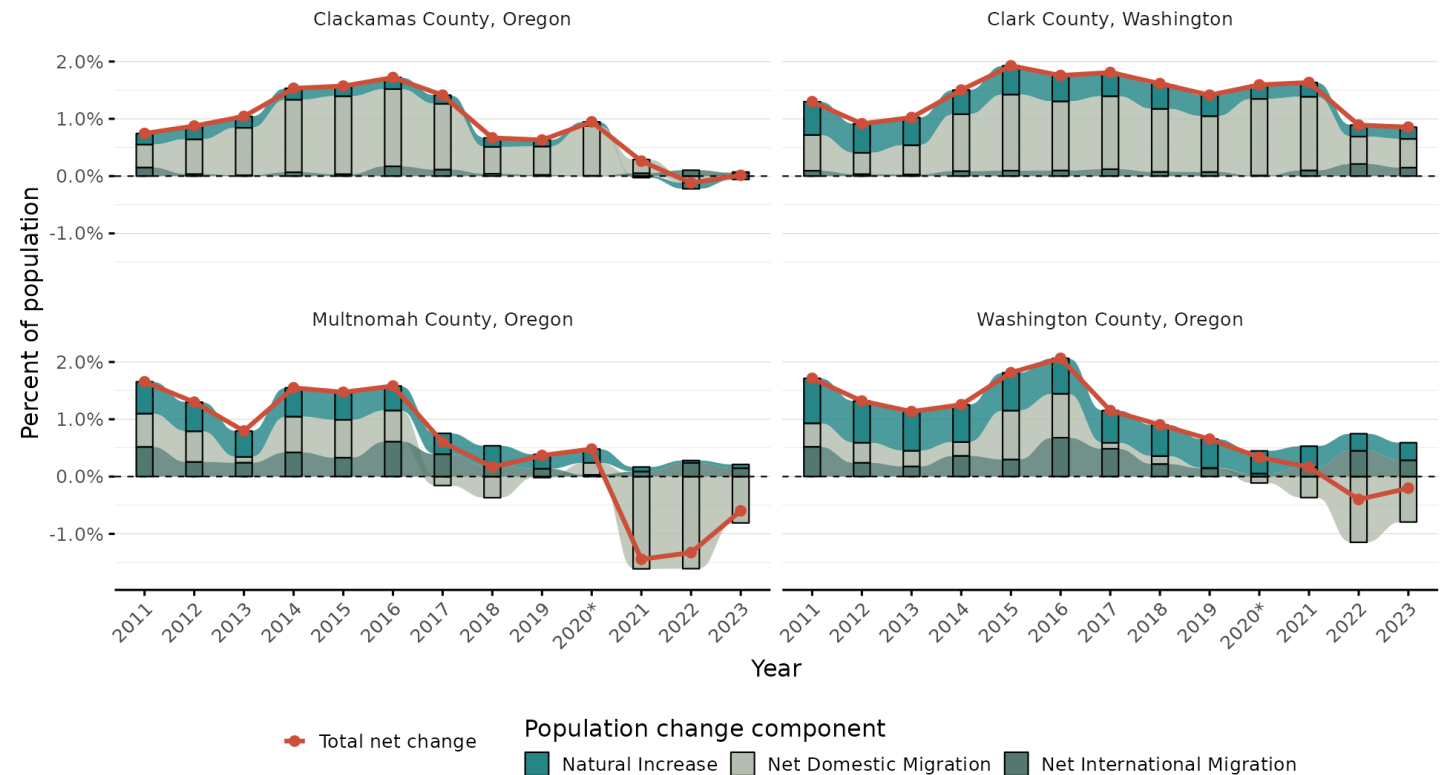 Clackamas County, Oregon
Clark County, Washington
2.0%
1.0%
0.0%
-1.0%
Multnomah County, Oregon
Washington County, Oregon
2.0%
1.0%
0.0%
-1.0%
Percent of population
2011 2012 2013 2014 2015 2016 2017 2018 2019 2020* 2021 2022 2023
2011 2012 2013 2014 2015 2016 2017 2018 2019 2020* 2021 2022 2023
Year
Population change component
Total net change
Natural Increase
Net Domestic Migration
Net International Migration